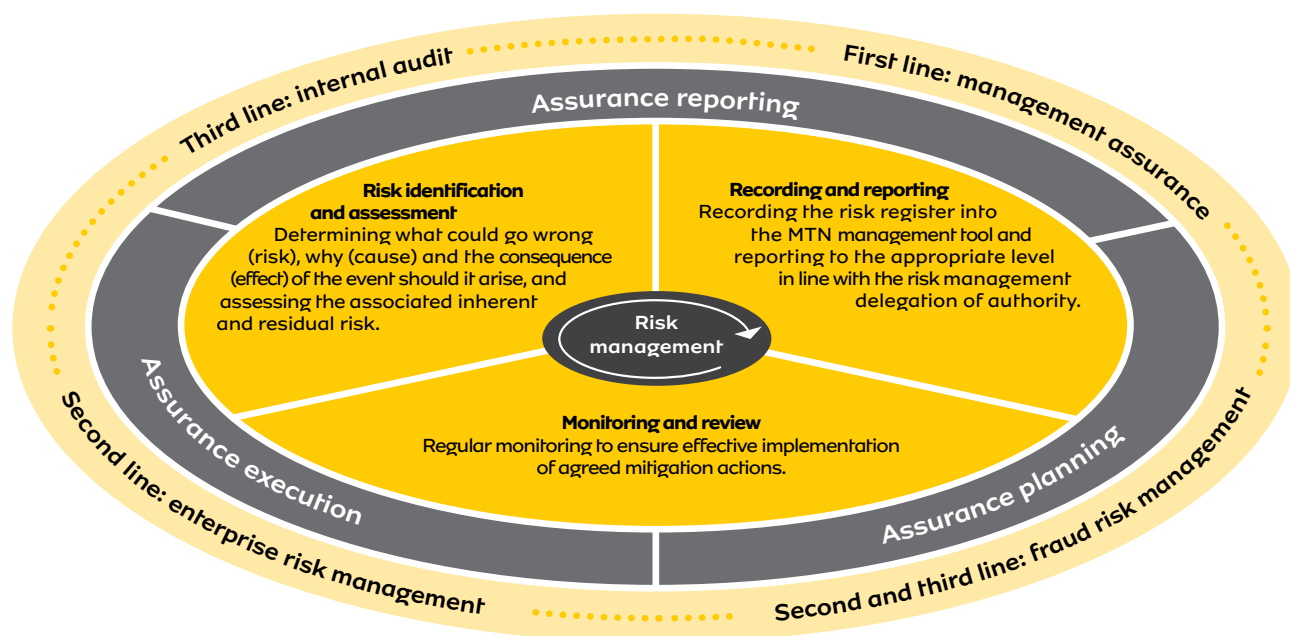 Third line: internal audit
First line: management assurance
Assurance reporting
Risk identification
and assessment
Determining what could go wrong
(risk), why (cause) and the consequence
(effect) of the event should it arise, and
assessing the associated inherent
and residual risk.
Recording and reporting
Recording the risk register into
the MTN management tool and
reporting to the appropriate level
in line with the risk management
delegation of authority.
Risk
management
Monitoring and review
Regular monitoring to ensure effective implementation
of agreed mitigation actions.
Assurance execution
Assurance planning
Second line: enterprise risk management
Second and third line: fraud risk management